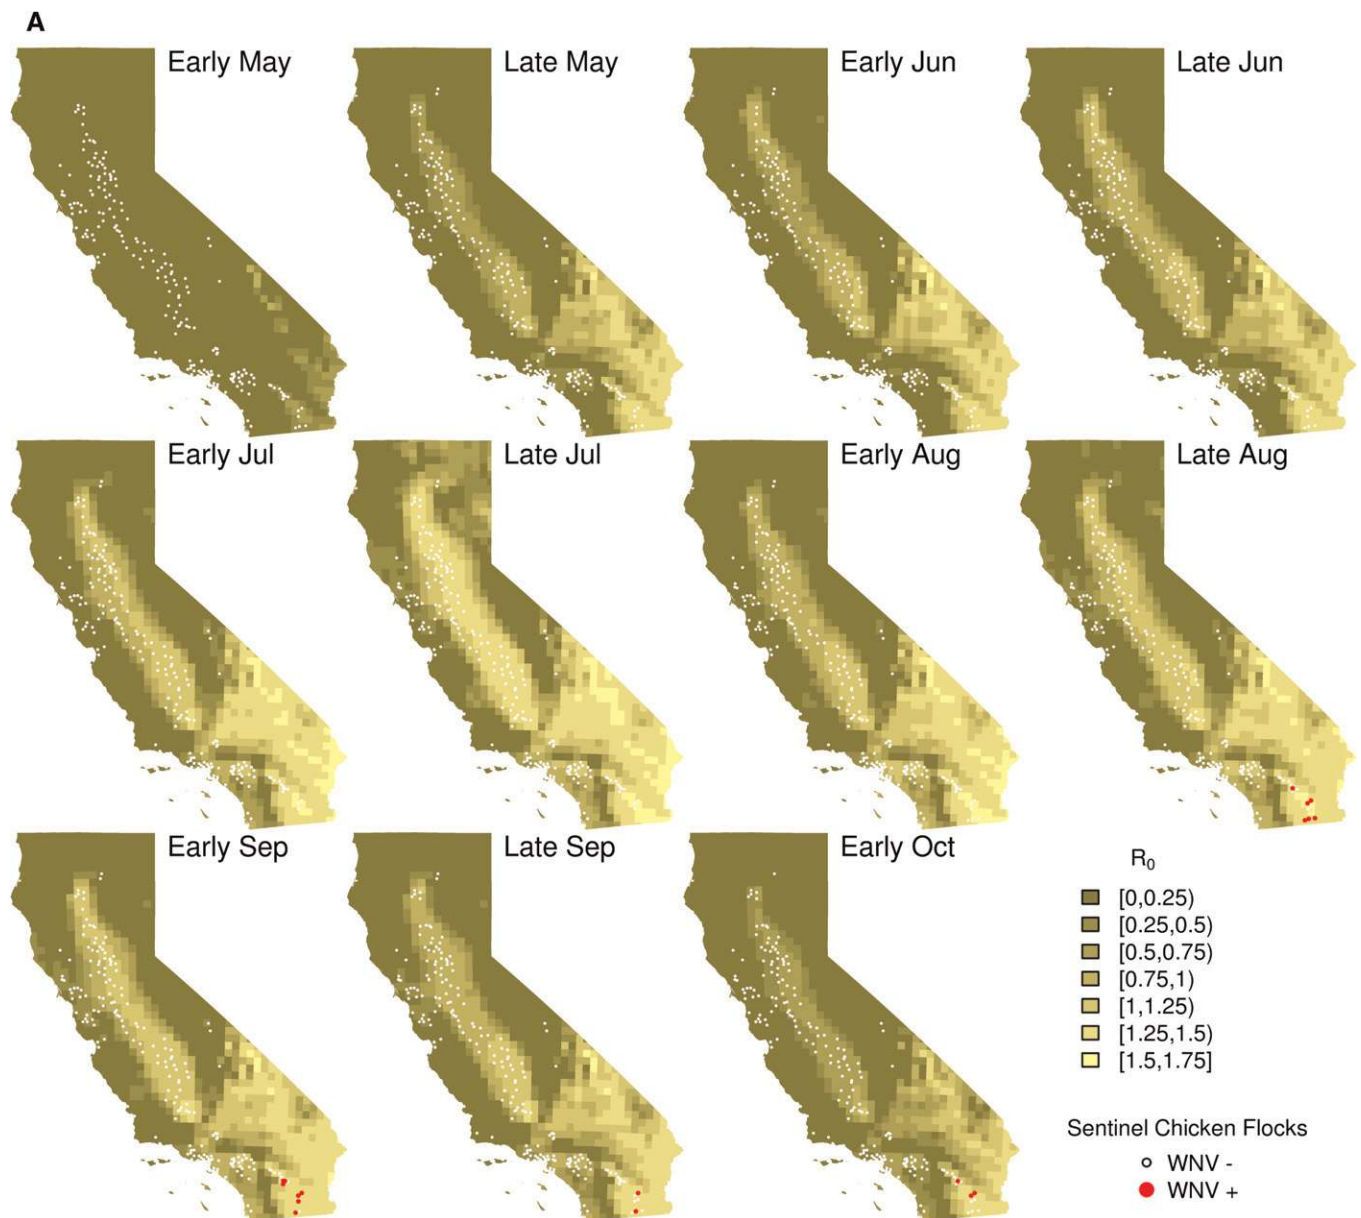 A
Early May
Late May
Early Jun
Late Jun
Early Jul
Late Jul
Early Aug
Late Aug
Early Sep
Late Sep
Early Oct
R0
[0,0.25)
[0.25,0.5)
[0.5,0.75)
[0.75,1)
[1,1.25)
[1.25,1.5)
[1.5,1.75]
Sentinel Chicken Flocks
WNV -
WNV +